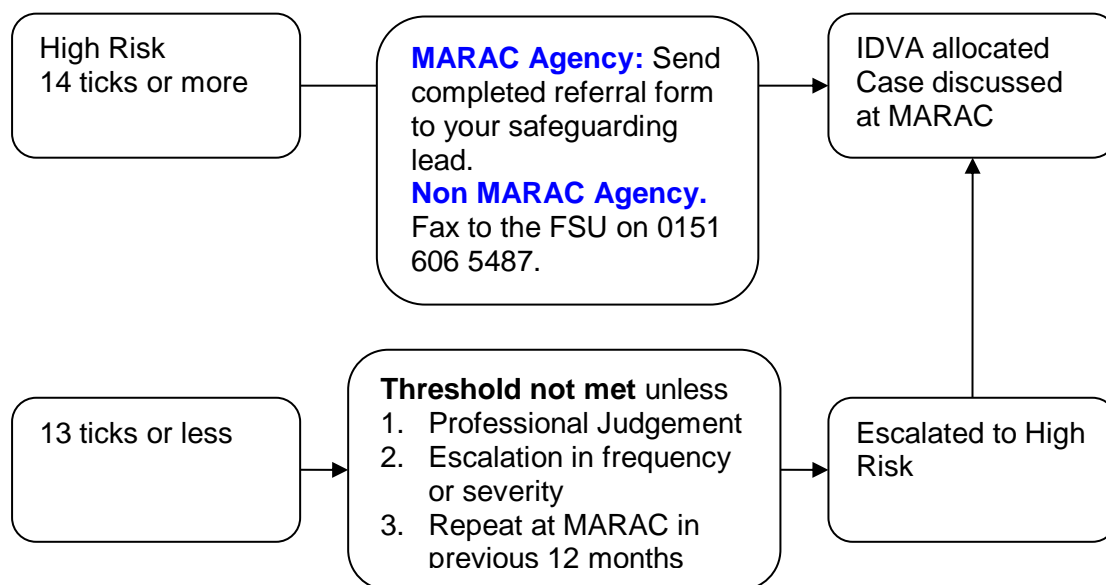 High Risk
14 ticks or more
MARAC Agency: Send
completed referral form
to your safeguarding
lead.
Non MARAC Agency.
Fax to the FSU on 0151
606 5487.
IDVA allocated
Case discussed
at MARAC
13 ticks or less
Threshold not met unless
1. Professional Judgement
2. Escalation in frequency
or severity
3. Repeat at MARAC in
previous 12 months
Escalated to High
Risk